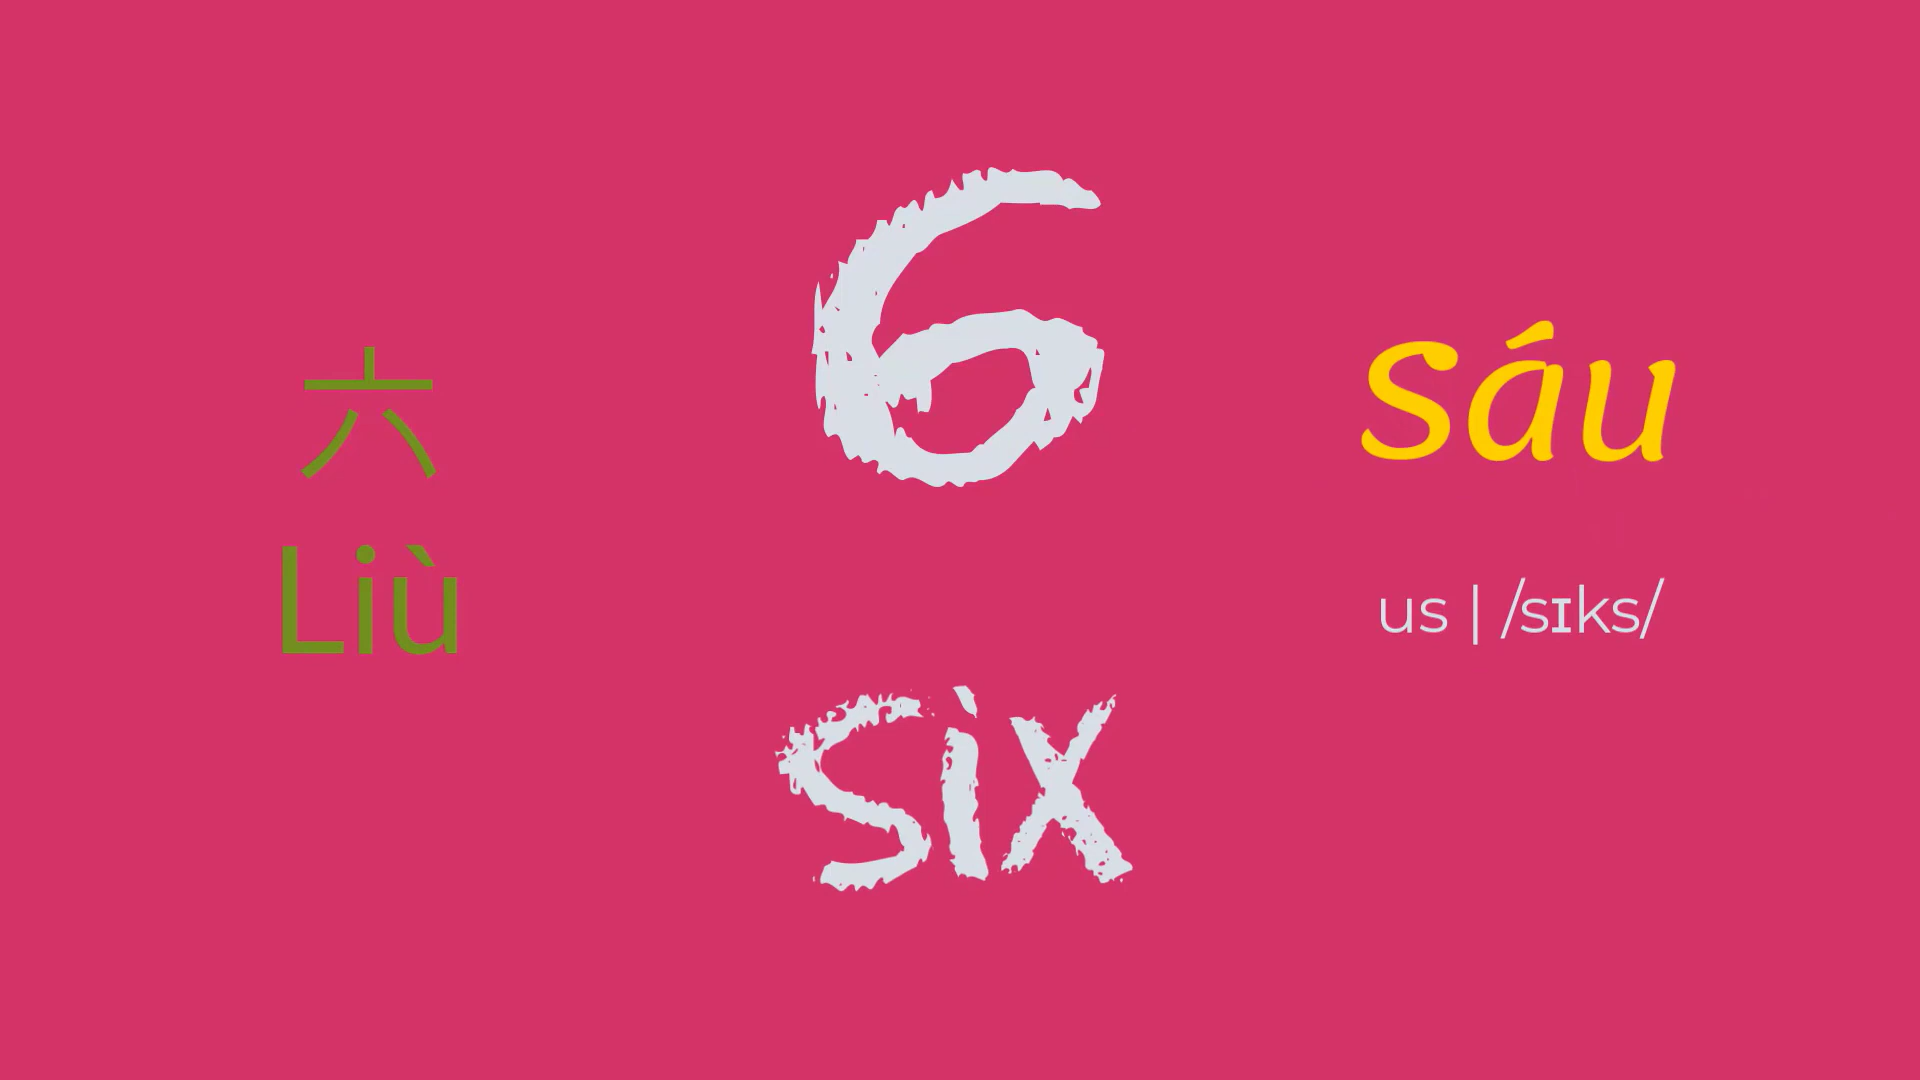 六
Liù
6
six
Sáu
us | /sɪks/